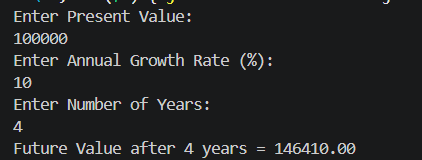 Enter Present Value:
100000
Enter Annual Growth Rate (%):
10
Enter Number of Years:
4
Future Value after 4 years = 146410.00